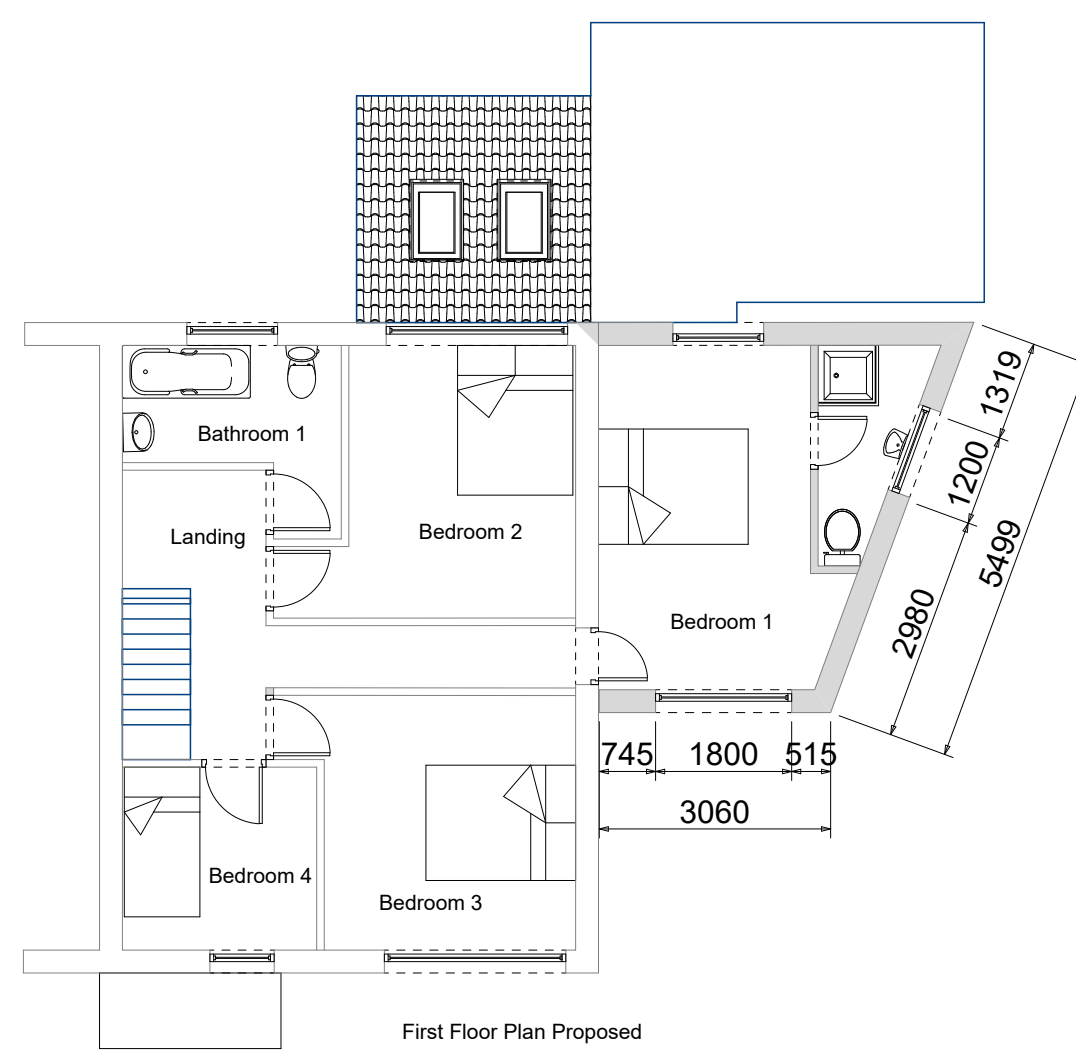 1319
Bathroom 1
1200
Bedroom 2
Landing
5499
2980
Bedroom 1
745 1800 515
3060
Bedroom 4
Bedroom 3
First Floor Plan Proposed